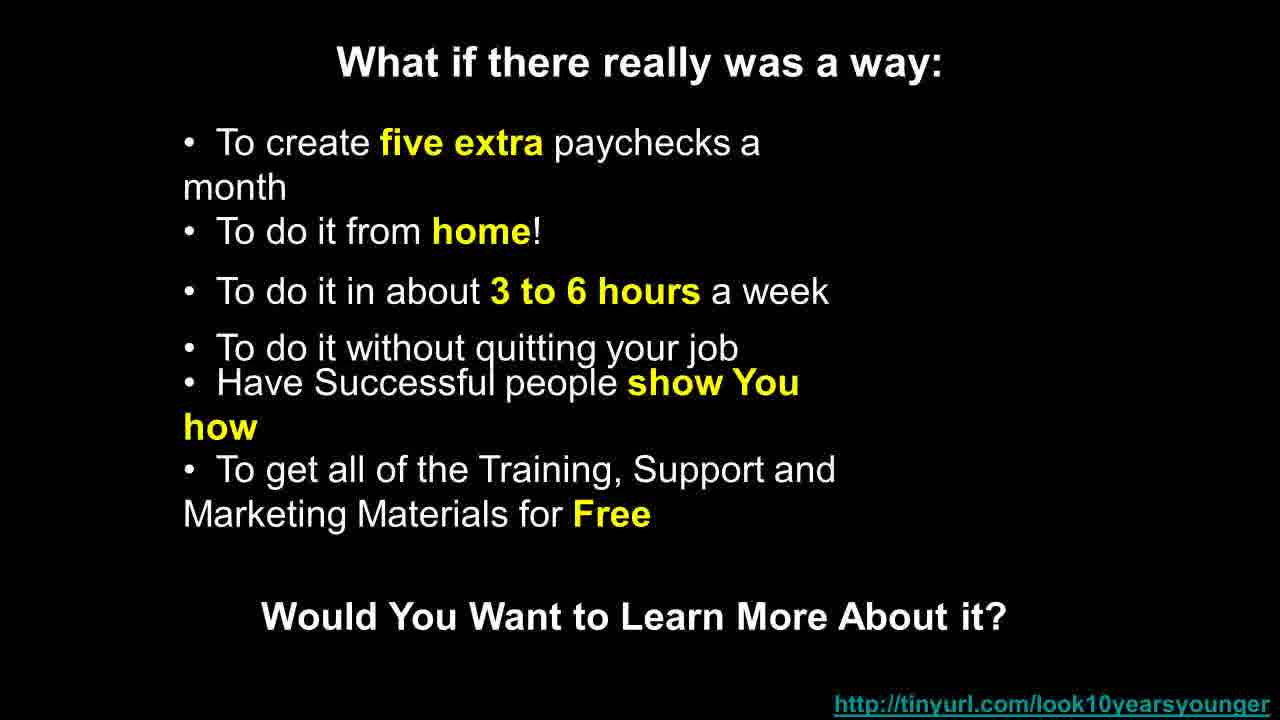 What if there really was a way:
• To create five extra paychecks a
month
• To do it from home!
• To do it in about 3 to 6 hours a week
• To do it without quitting your job
• Have Successful people show You
how
• To get all of the Training, Support and
Marketing Materials for Free
Would You Want to Learn More About it?
http://tinyurl.com/look10yearsyounger